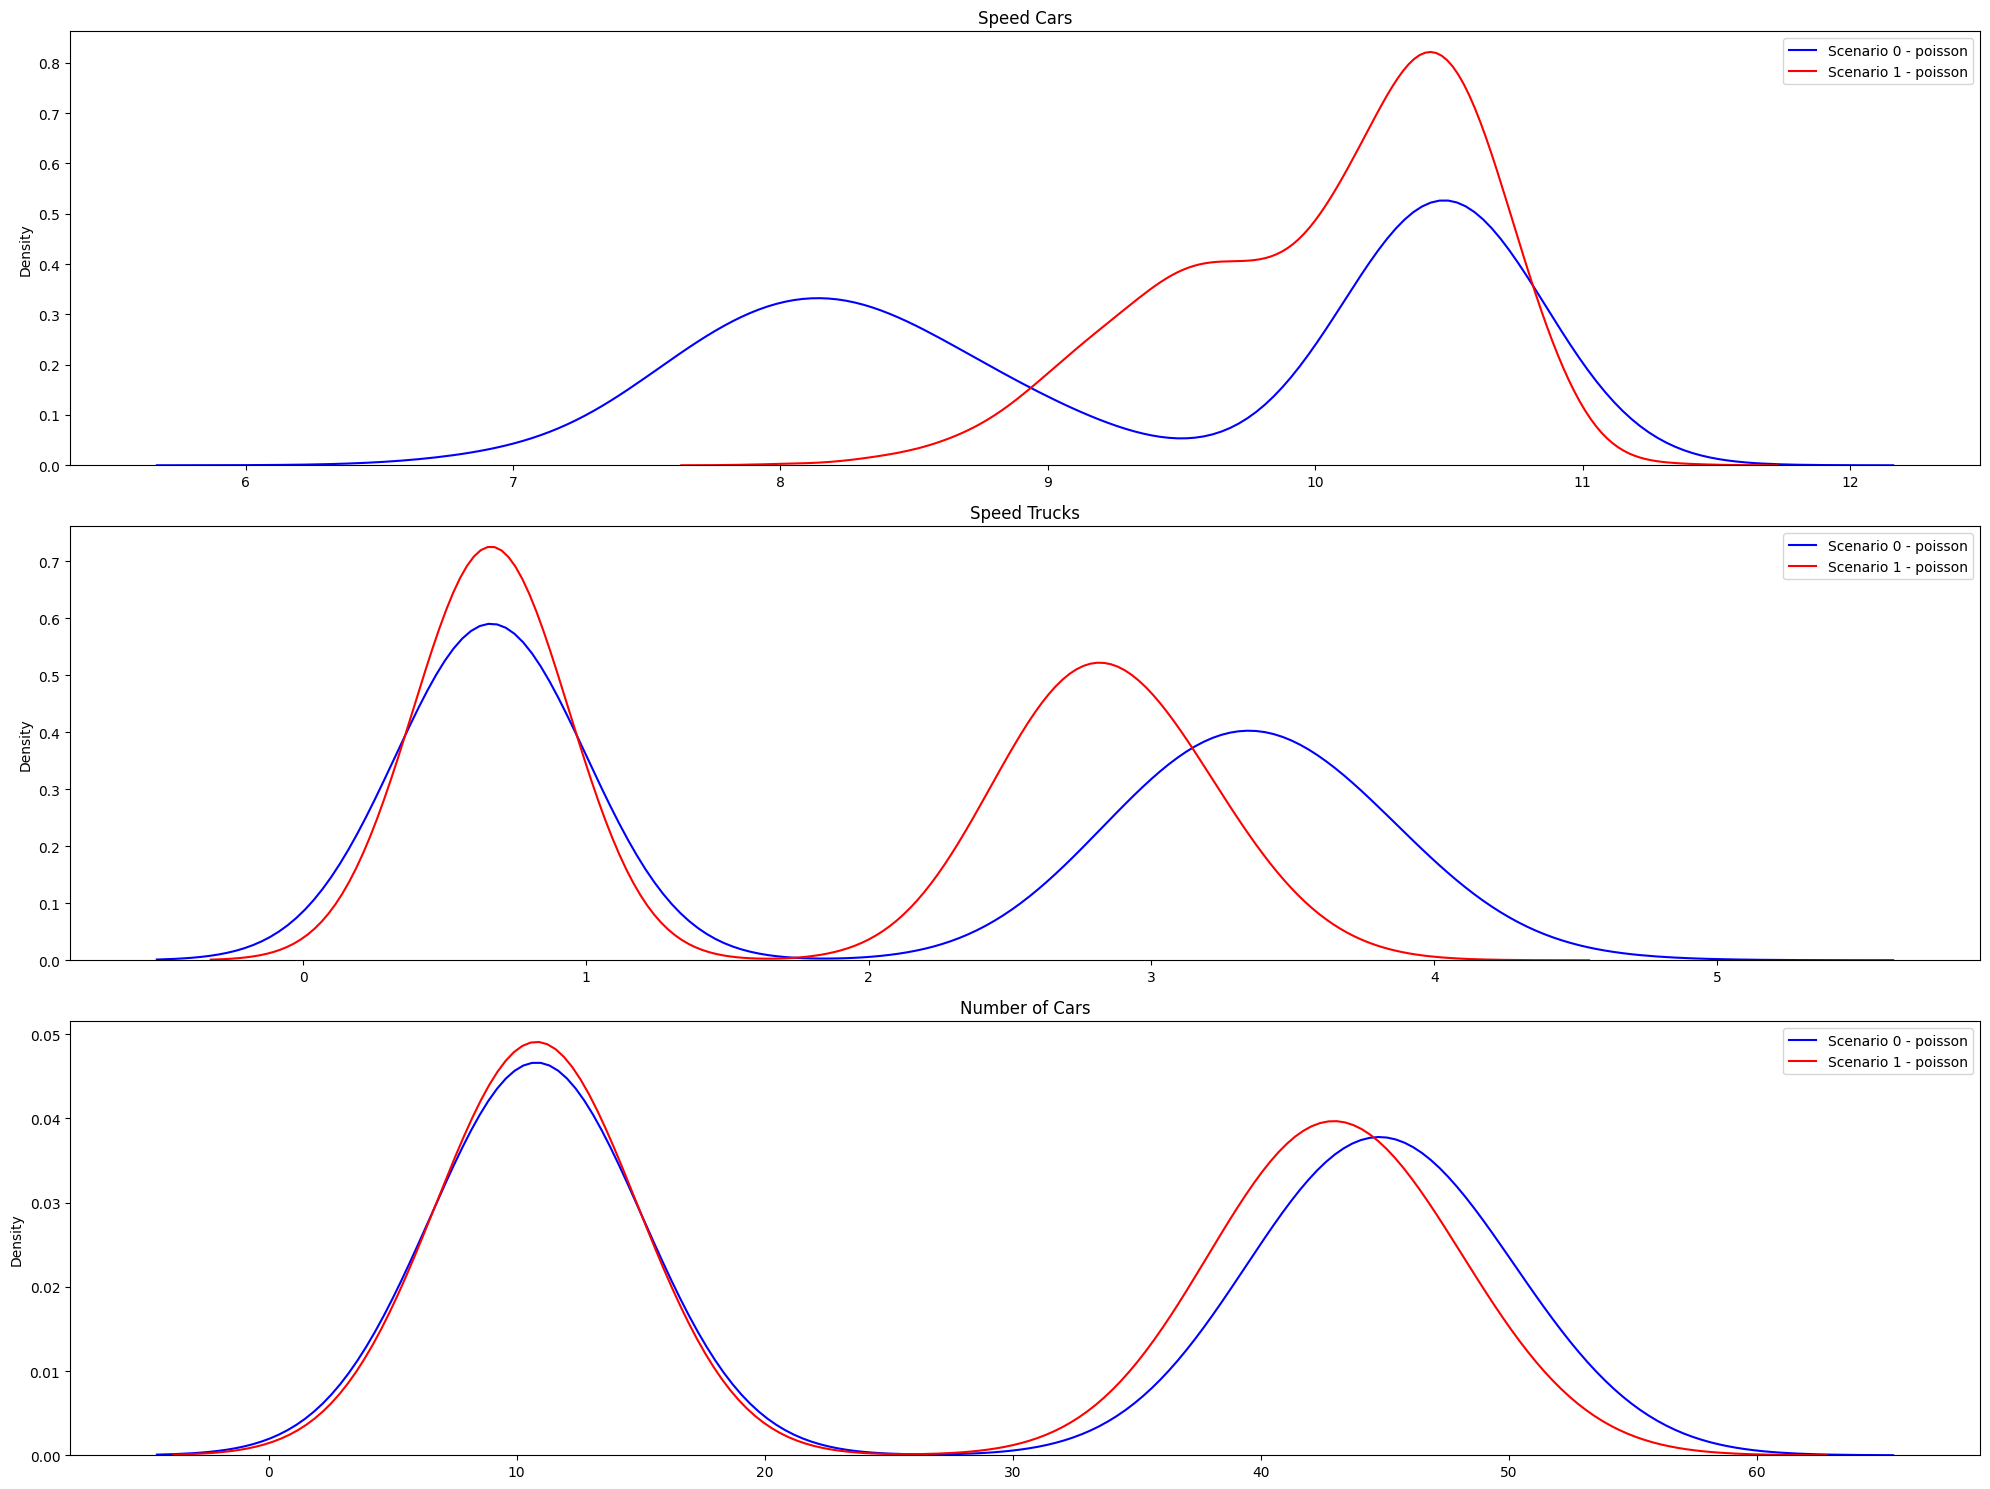 Speed Cars
Scenario 0 - poisson
Scenario 1 - poisson
Density
0.8
0.7
0.6
0.5
0.4
0.3
0.2
0.1
0.0
6 7 8 9 10 11 12
Speed Trucks
Scenario 0 - poisson
Scenario 1 - poisson
Density
0.7
0.6
0.5
0.4
0.3
0.2
0.1
0.0
0 1 2 3 4 5
Number of Cars
Scenario 0 - poisson
Scenario 1 - poisson
Density
0.05
0.04
0.03
0.02
0.01
0.00
0 10 20 30 40 50 60